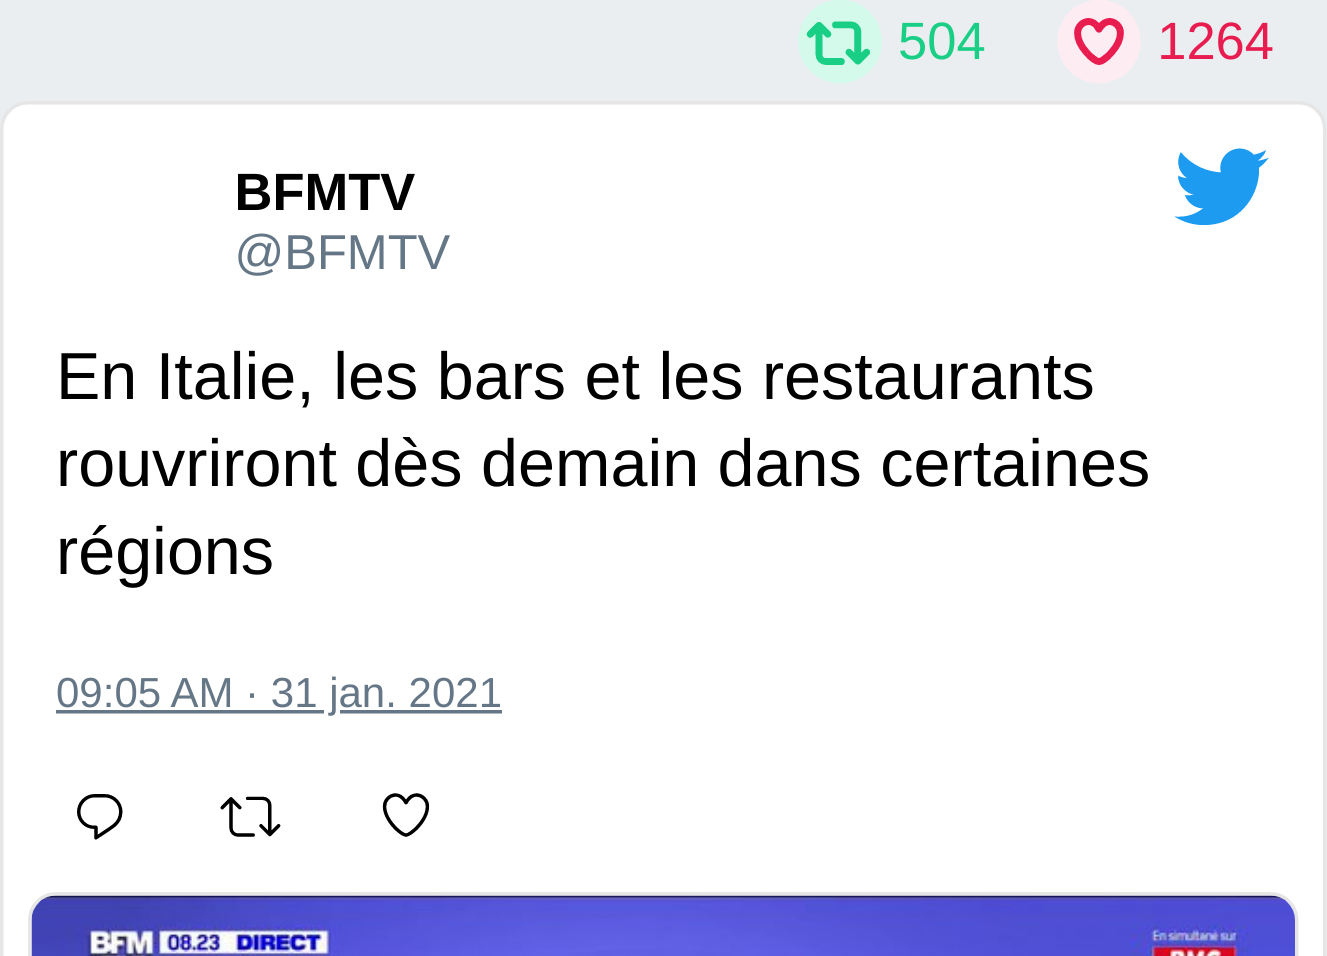 504 1264
BFMTV
@BFMTV
En Italie, les bars et les restaurants
rouvriront dès demain dans certaines
régions
09:05 AM · 31 jan. 2021
BFM 08.23 DIRECT
En simultané sur
RMC